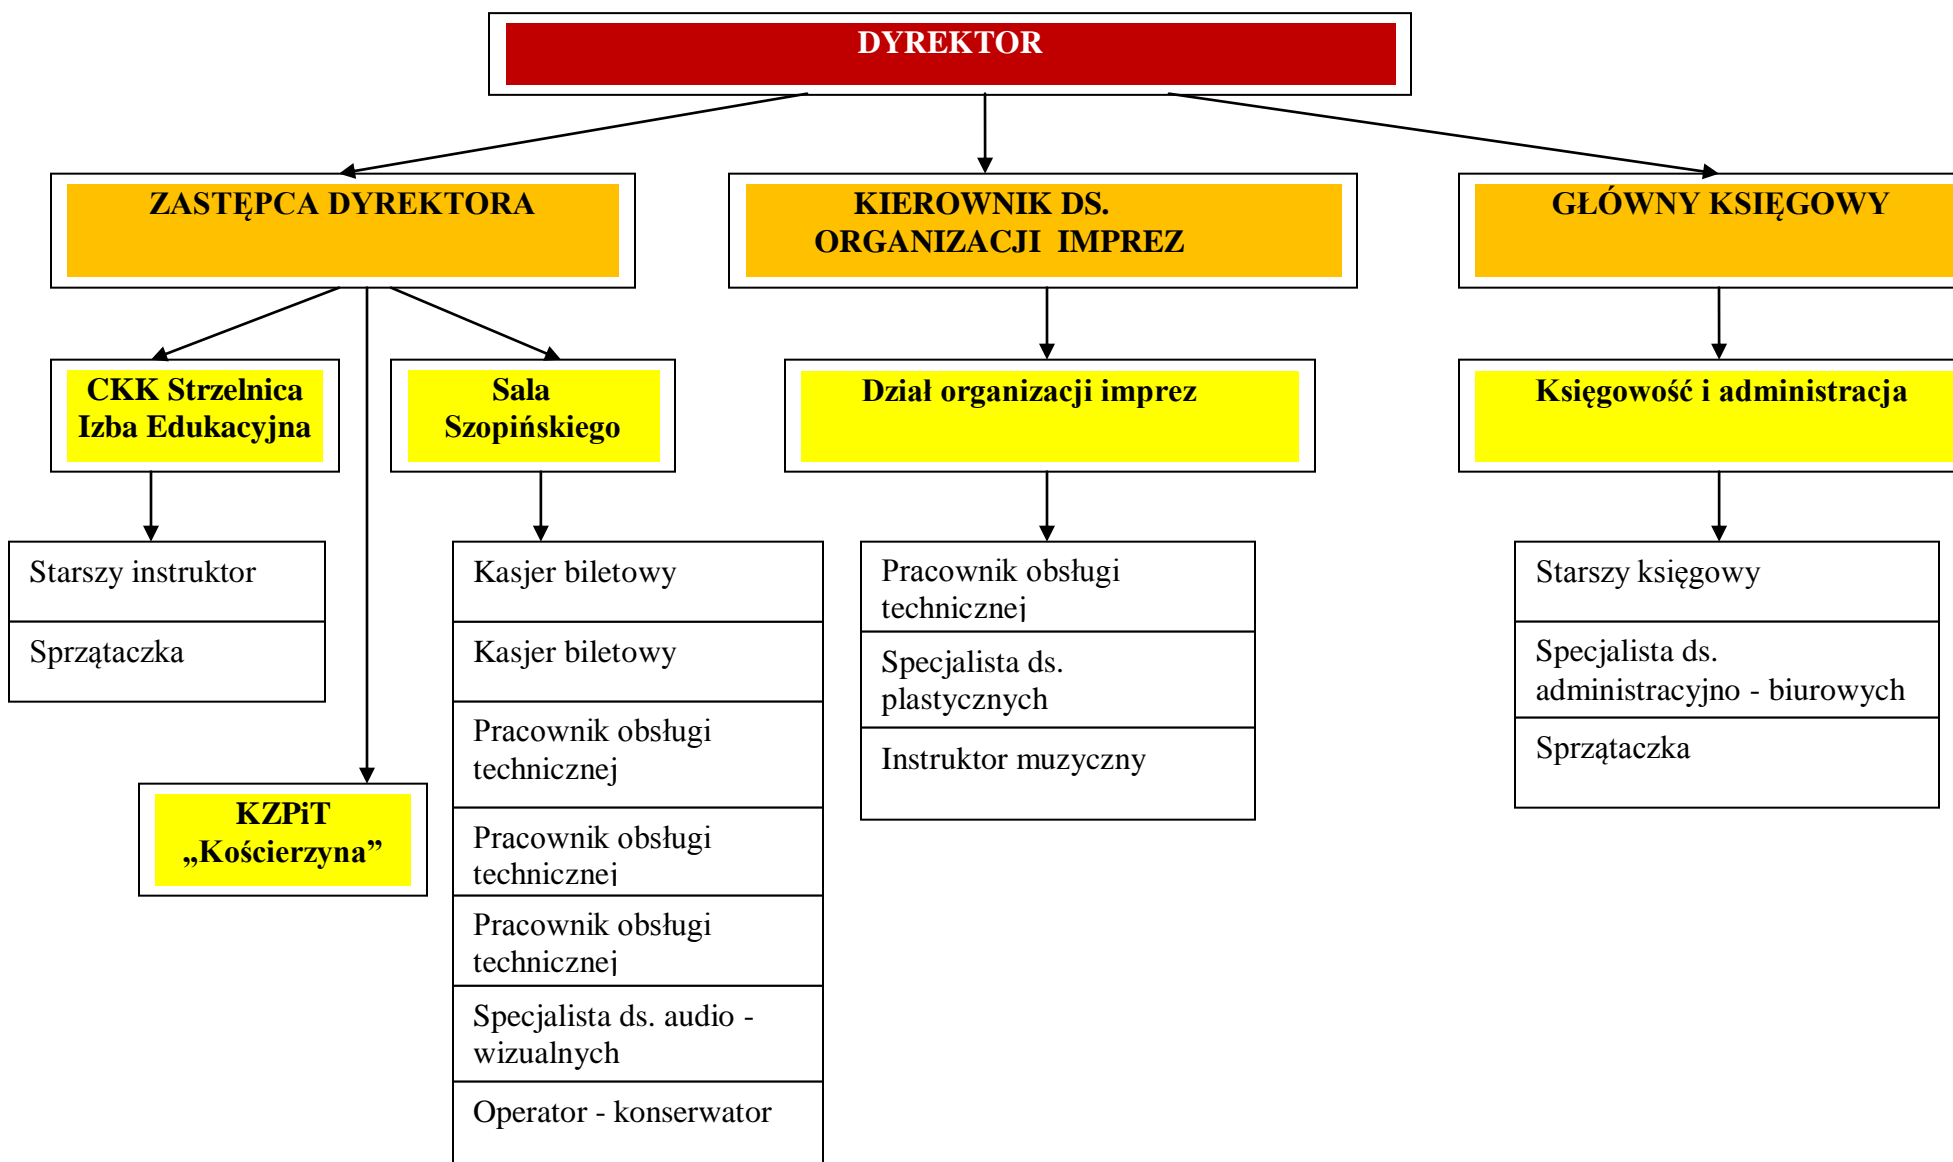 DYREKTOR
ZASTĘPCA DYREKTORA
KIEROWNIK DS.
ORGANIZACJI IMPREZ
GŁÓWNY KSIĘGOWY
CKK Strzelnica
Izba Edukacyjna
Sala
Szopińskiego
Dział organizacji imprez
Księgowość i administracja
Starszy instruktor
Sprzątaczka
KZPiT
„Kościerzyna”
Kasjer biletowy
Kasjer biletowy
Pracownik obsługi
technicznej
Pracownik obsługi
technicznej
Pracownik obsługi
technicznej
Specjalista ds. audio -
wizualnych
Operator - konserwator
Pracownik obsługi
technicznej
Specjalista ds.
plastycznych
Instruktor muzyczny
Starszy księgowy
Specjalista ds.
administracyjno - biurowych
Sprzątaczka